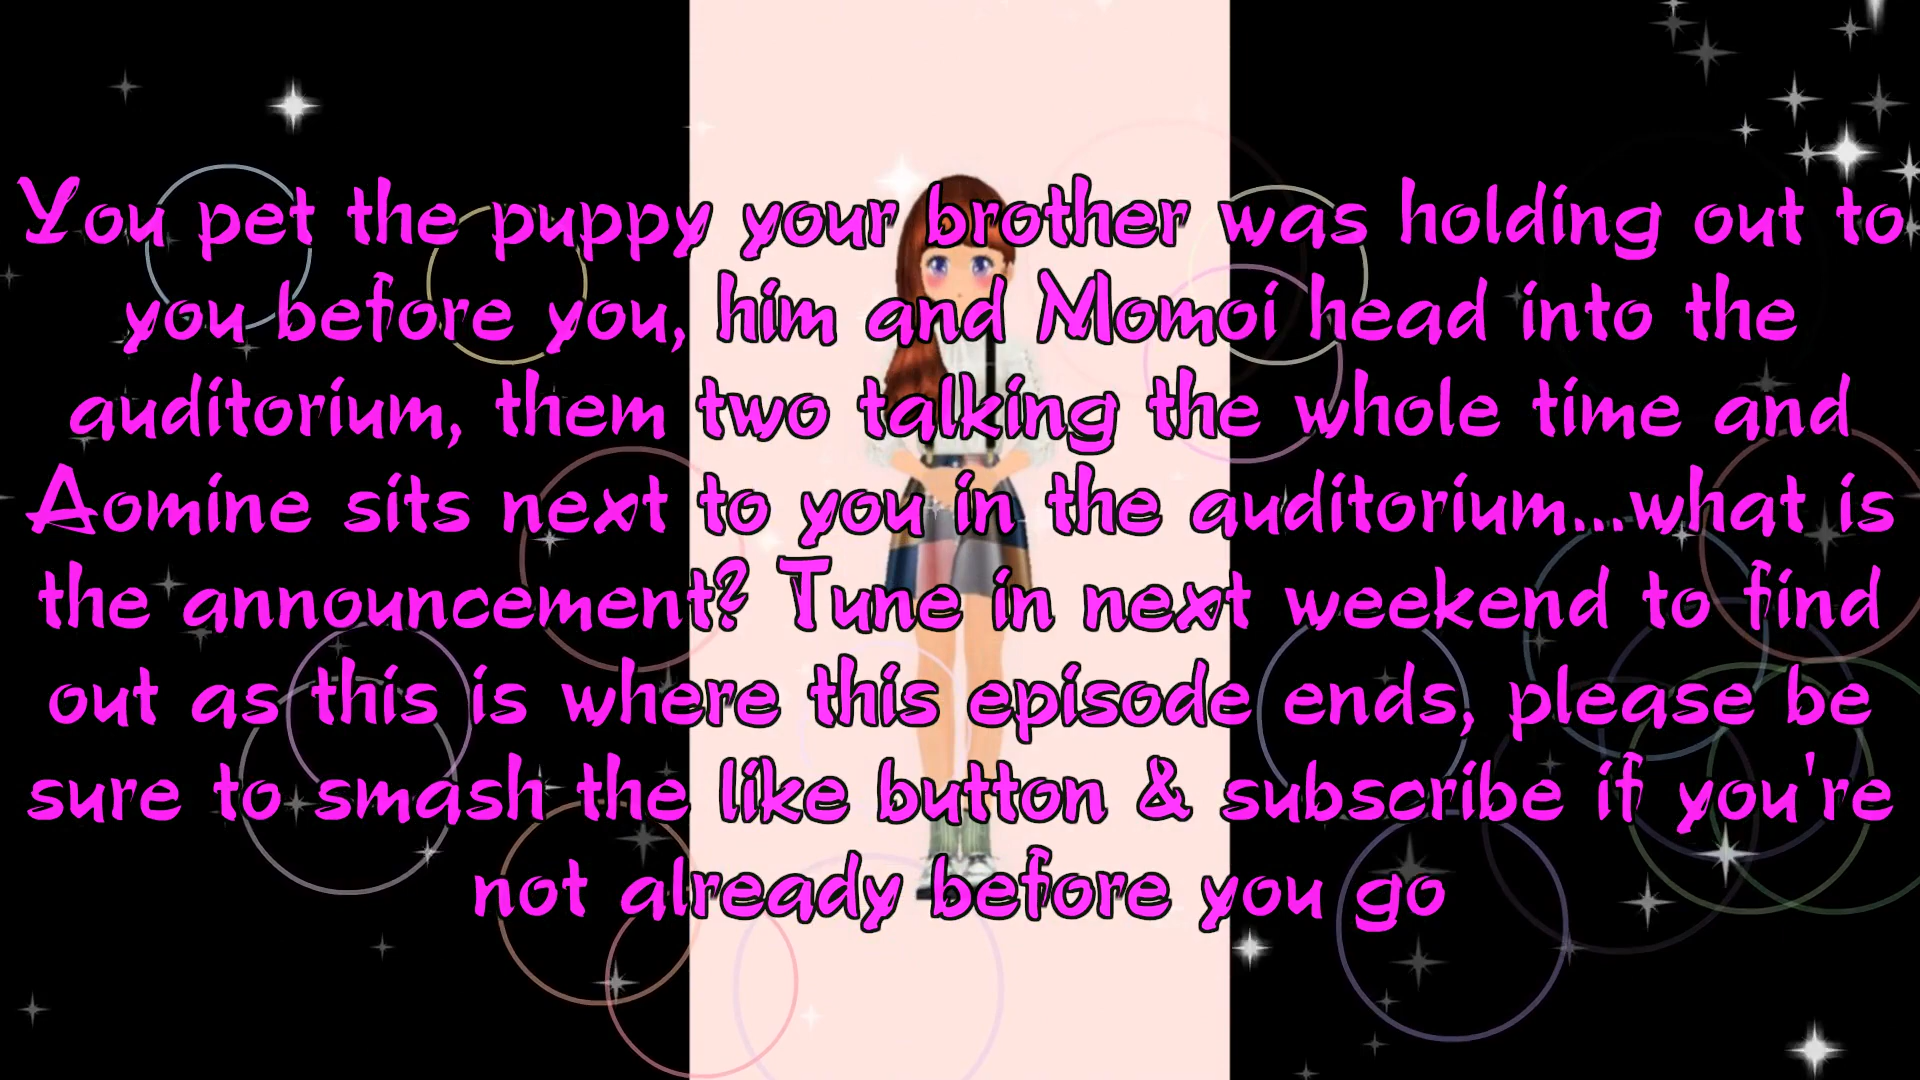 You pet the puppy your brother was holding out to
you before you, him and Momoi head into the
auditorium, them two talking the whole time and
Aomine sits next to you in the auditorium...what is
the announcement? Tune in next weekend to find
out as this is where this episode ends, please be
sure to smash the like button & subscribe if you're
not already before you go